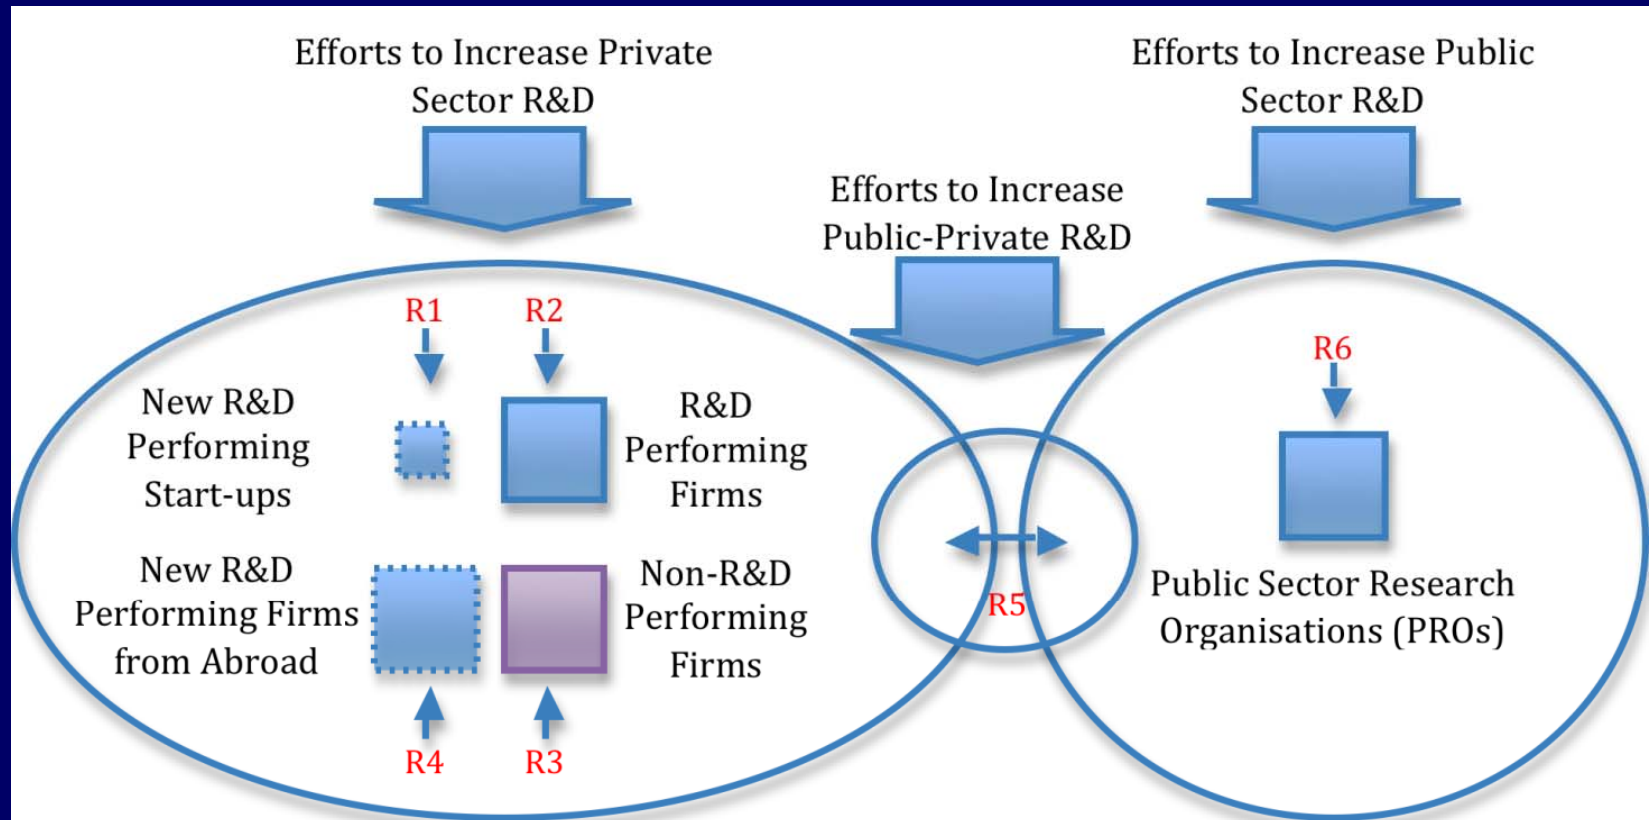 Efforts to Increase Private
Sector R&D
Efforts to Increase Public
Sector R&D
Efforts to Increase
Public-Private R&D
R1
R2
R6
New R&D
Performing
Start-ups
R&D
Performing
Firms
New R&D
Performing Firms
from Abroad
Non-R&D
Performing
Firms
R5
Public Sector Research
Organisations (PROs)
R4
R3